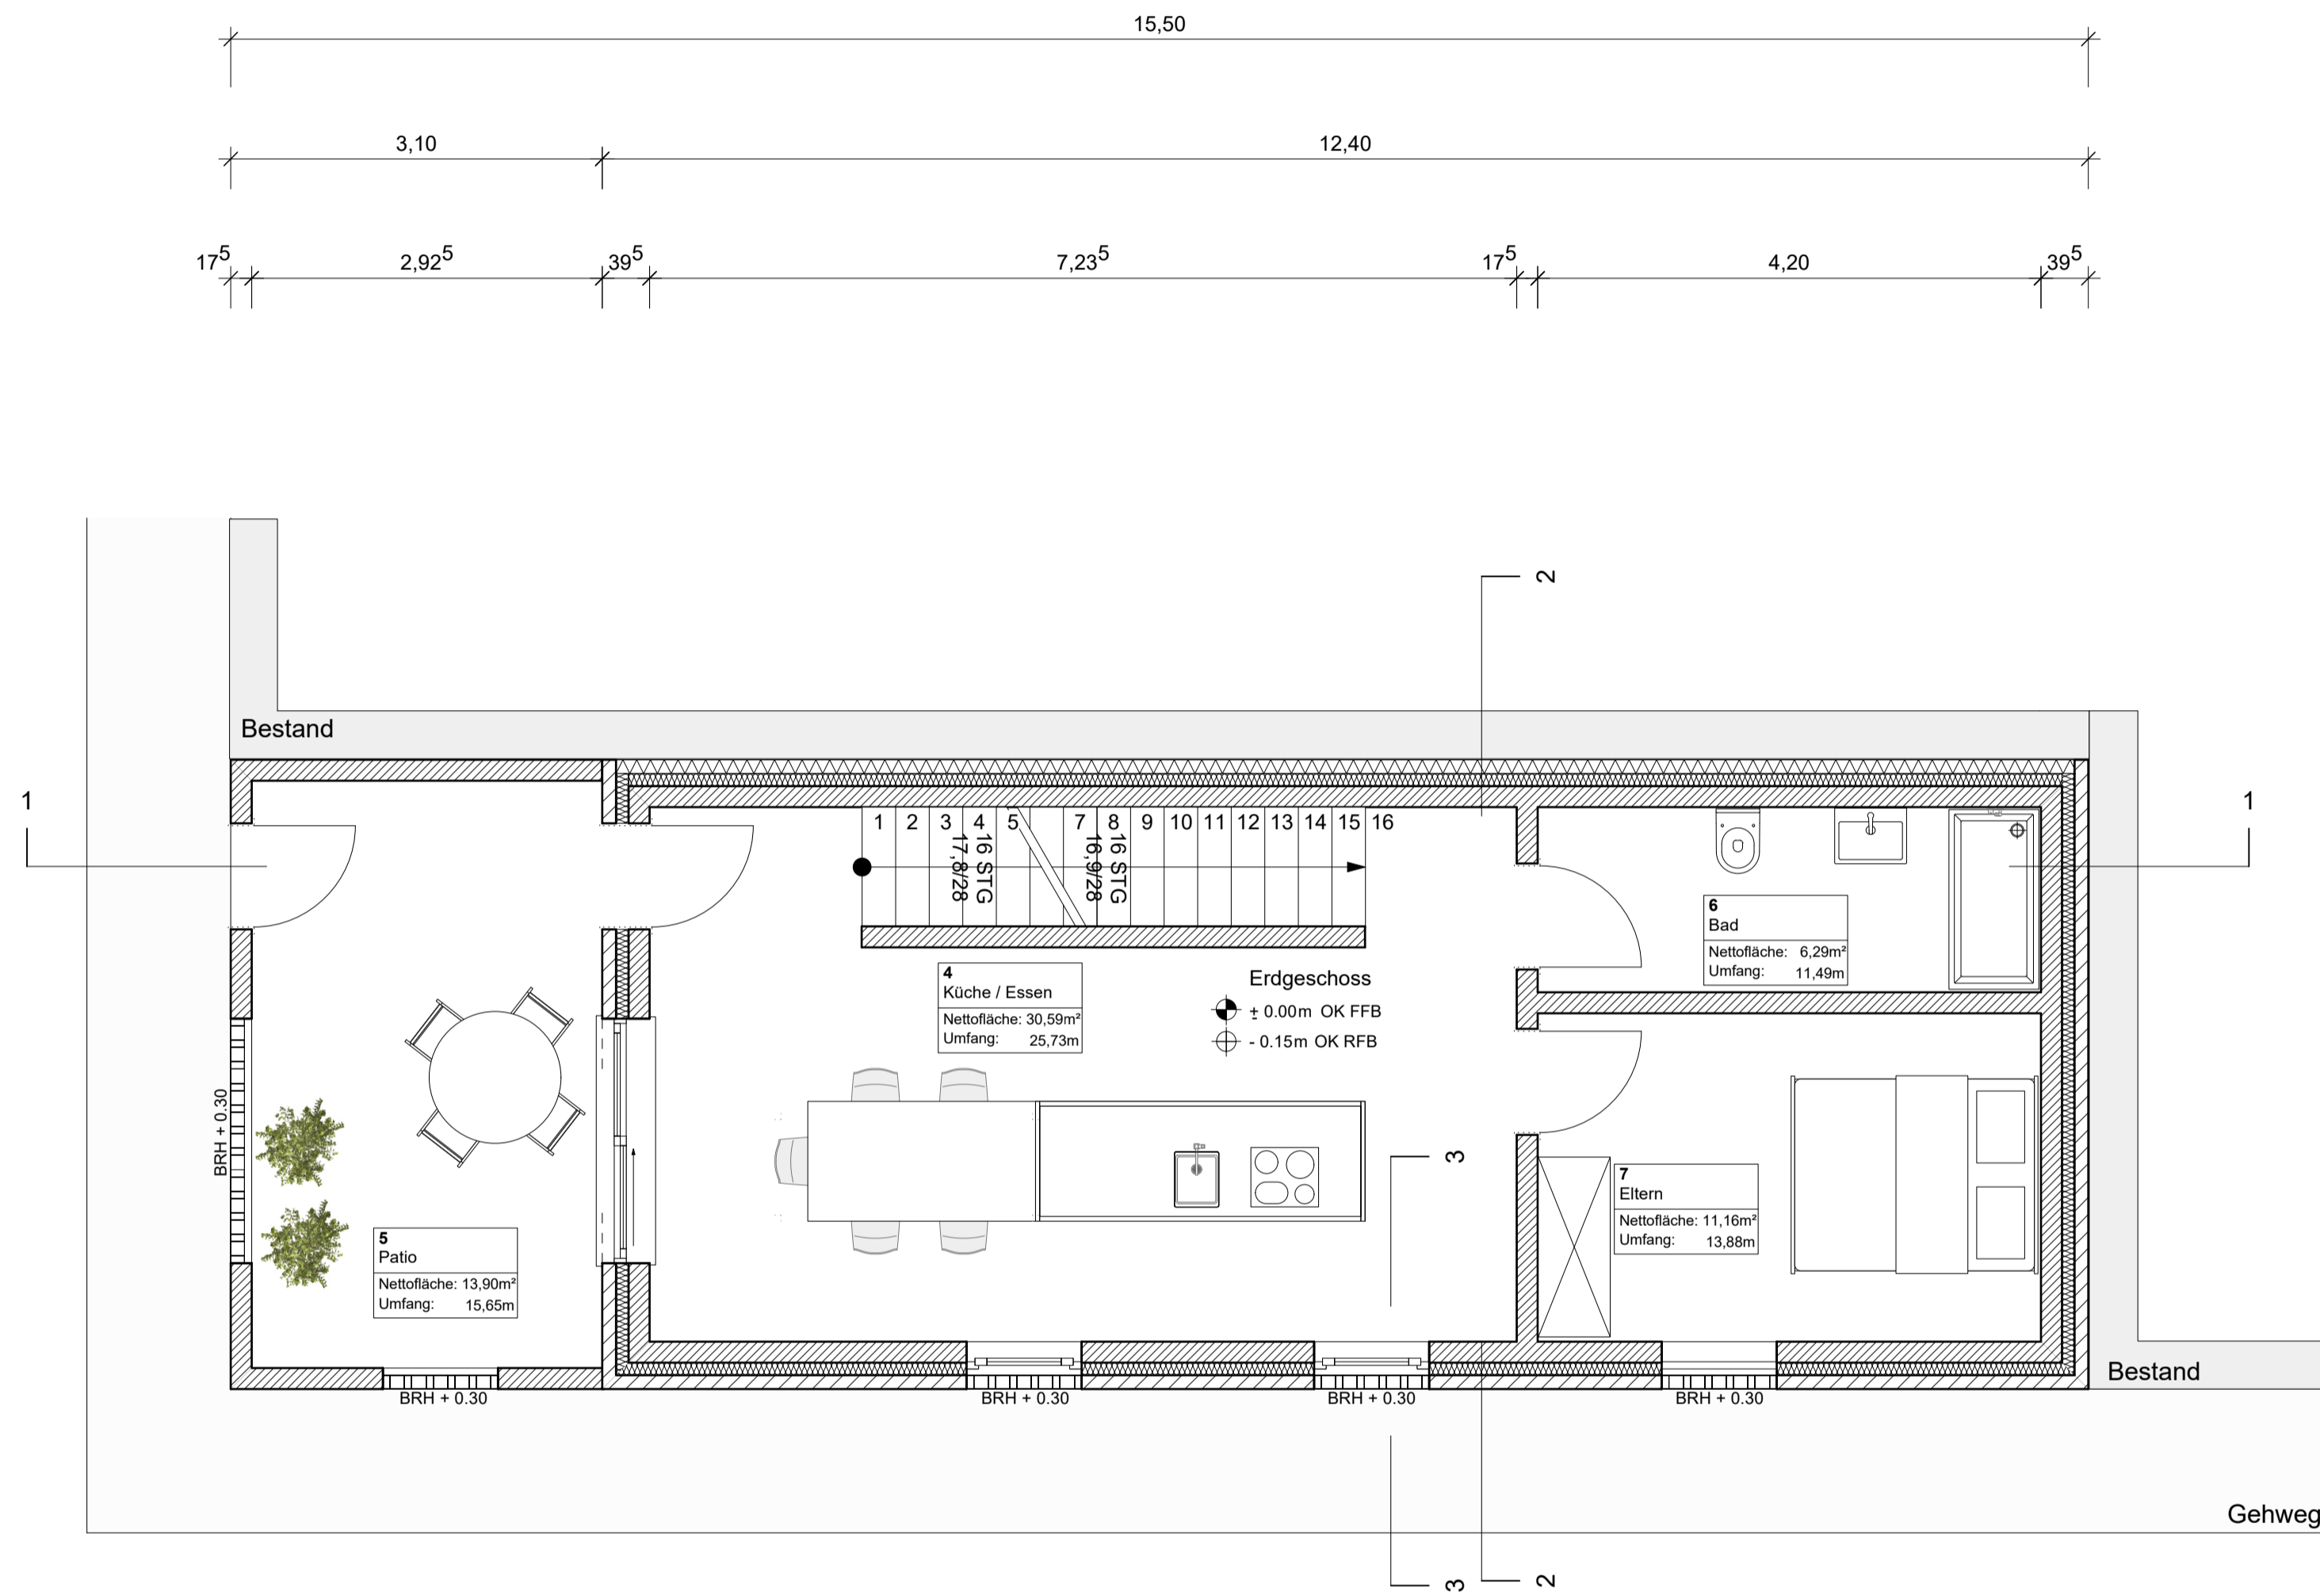 15,50
3,10
12,40
17⁵
2,92⁵
39⁵
7,23⁵
17⁵
4,20
39⁵
2
Bestand
1
1
1 2 3 4 5 7 8 9 10 11 12 13 14 15 16
16 STG
17,8/28
16 STG
16,9/28
6
Bad
Nettofläche: 6,29m²
Umfang: 11,49m
4
Küche / Essen
Nettofläche: 30,59m²
Umfang: 25,73m
Erdgeschoss
± 0.00m OK FFB
- 0.15m OK RFB
BRH + 0.30
3
7
Eltern
Nettofläche: 11,16m²
Umfang: 13,88m
5
Patio
Nettofläche: 13,90m²
Umfang: 15,65m
Bestand
BRH + 0.30
BRH + 0.30
BRH + 0.30
BRH + 0.30
Gehweg
3
2